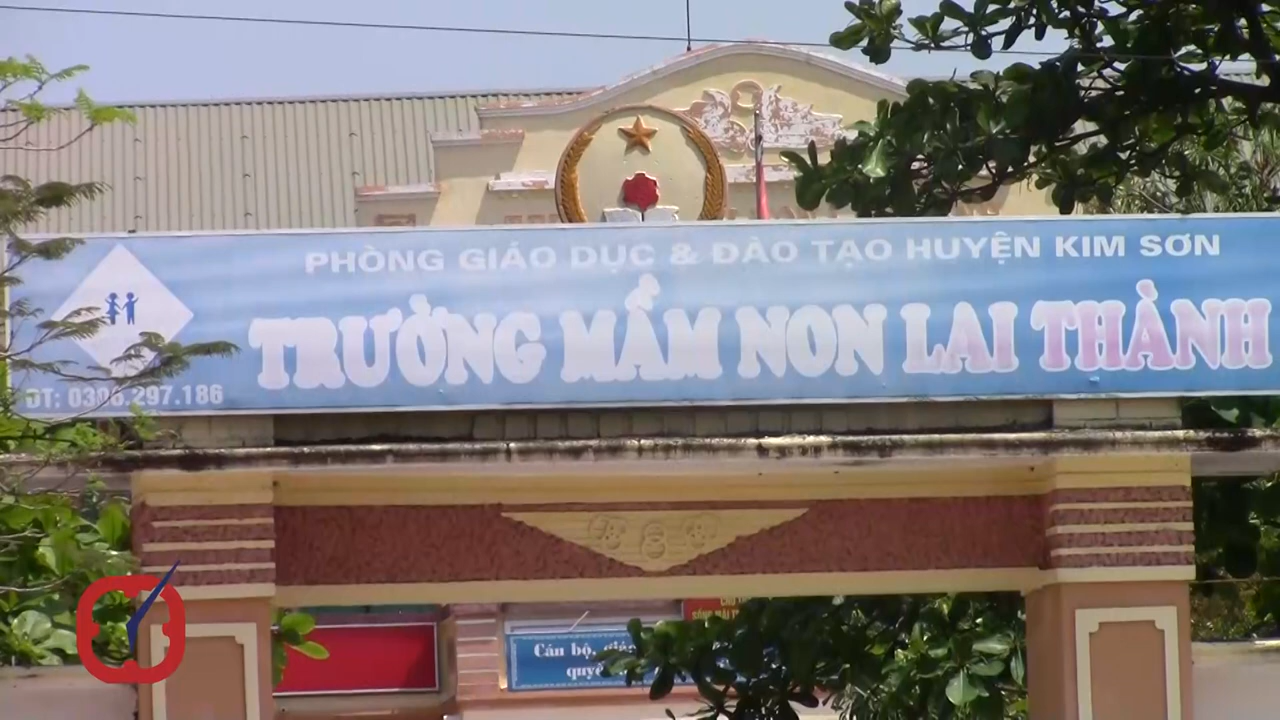 PHÒNG GIÁO DỤC & ĐÀO TẠO HUYỆN KIM SƠN
TRƯỜNG MẦM NON LAI THÀNH
ĐT: 0306.297.186
Cán bộ,
quyế